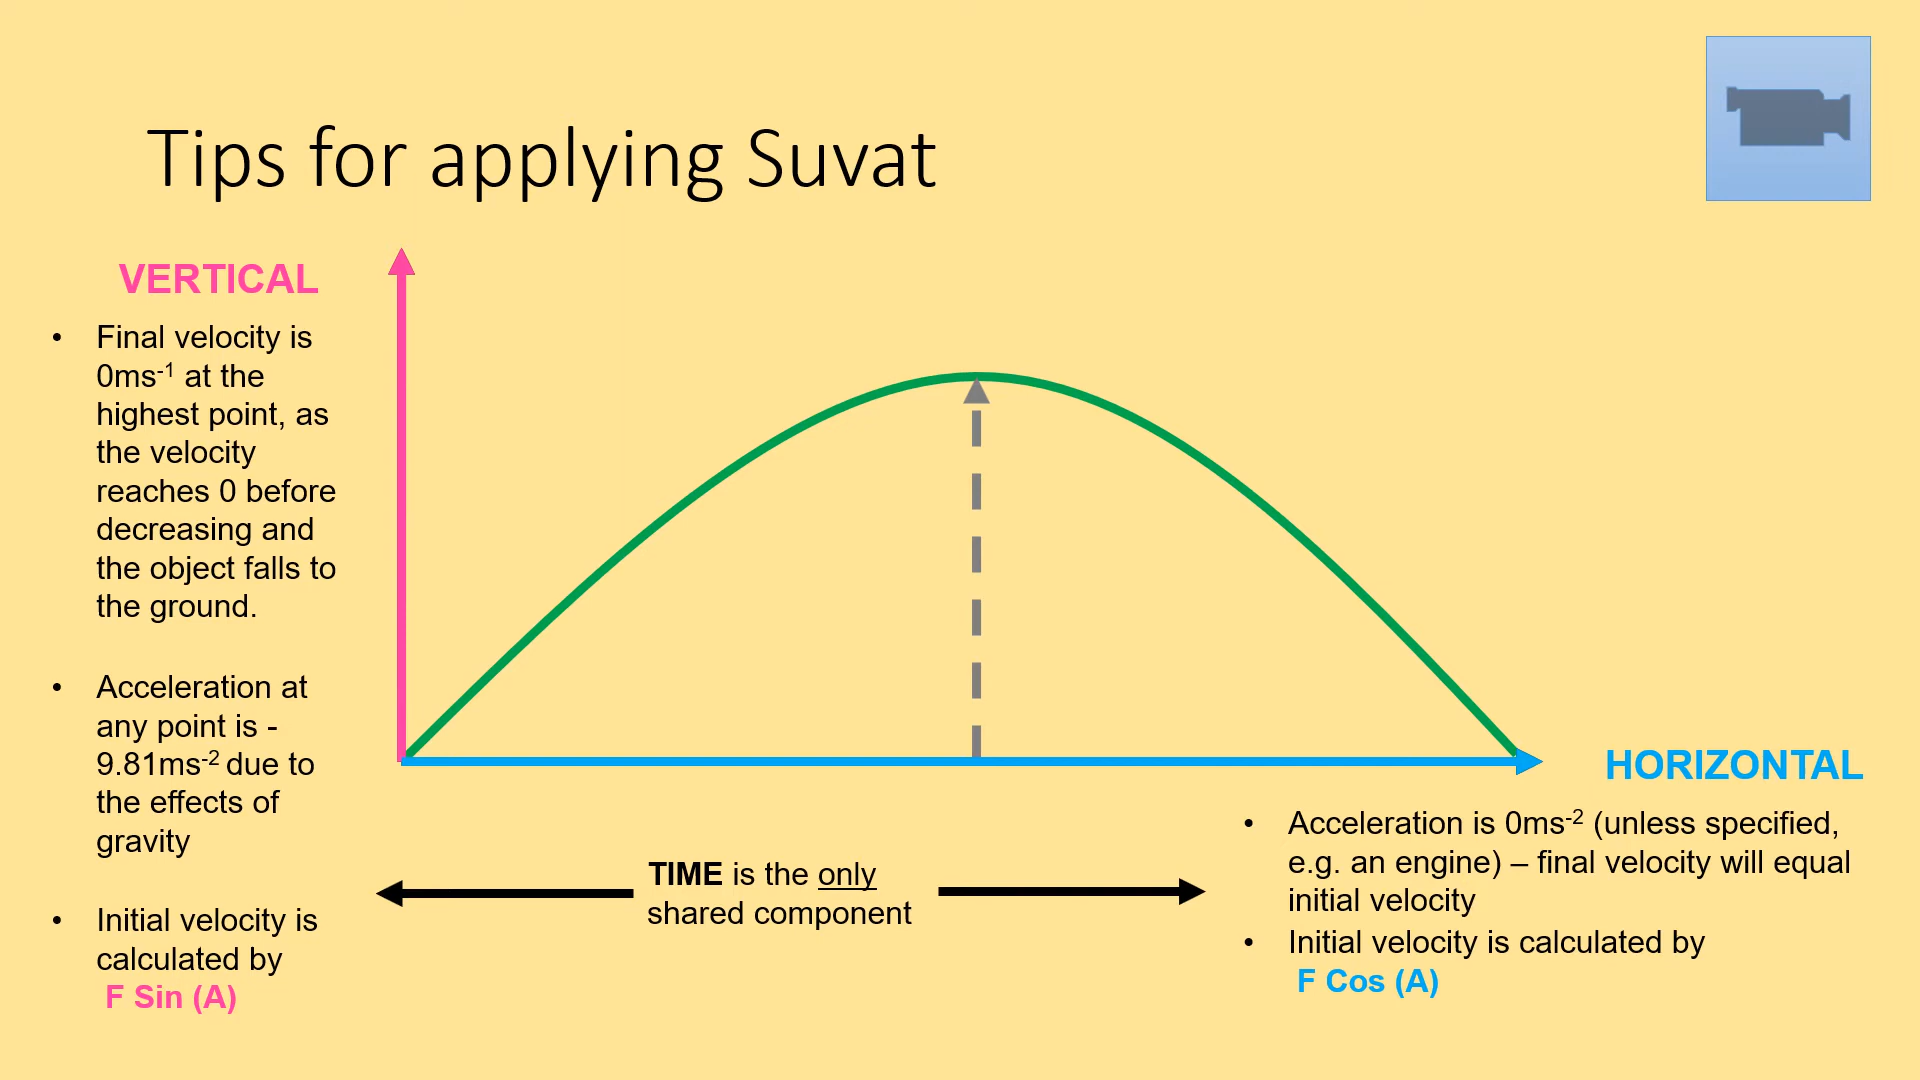 Tips for applying Suvat
VERTICAL
• Final velocity is
0ms⁻¹ at the
highest point, as
the velocity
reaches 0 before
decreasing and
the object falls to
the ground.
• Acceleration at
any point is -
9.81ms⁻² due to
the effects of
gravity
• Initial velocity is
calculated by
F Sin (A)
TIME is the only
shared component
HORIZONTAL
• Acceleration is 0ms⁻² (unless specified,
e.g. an engine) – final velocity will equal
initial velocity
• Initial velocity is calculated by
F Cos (A)